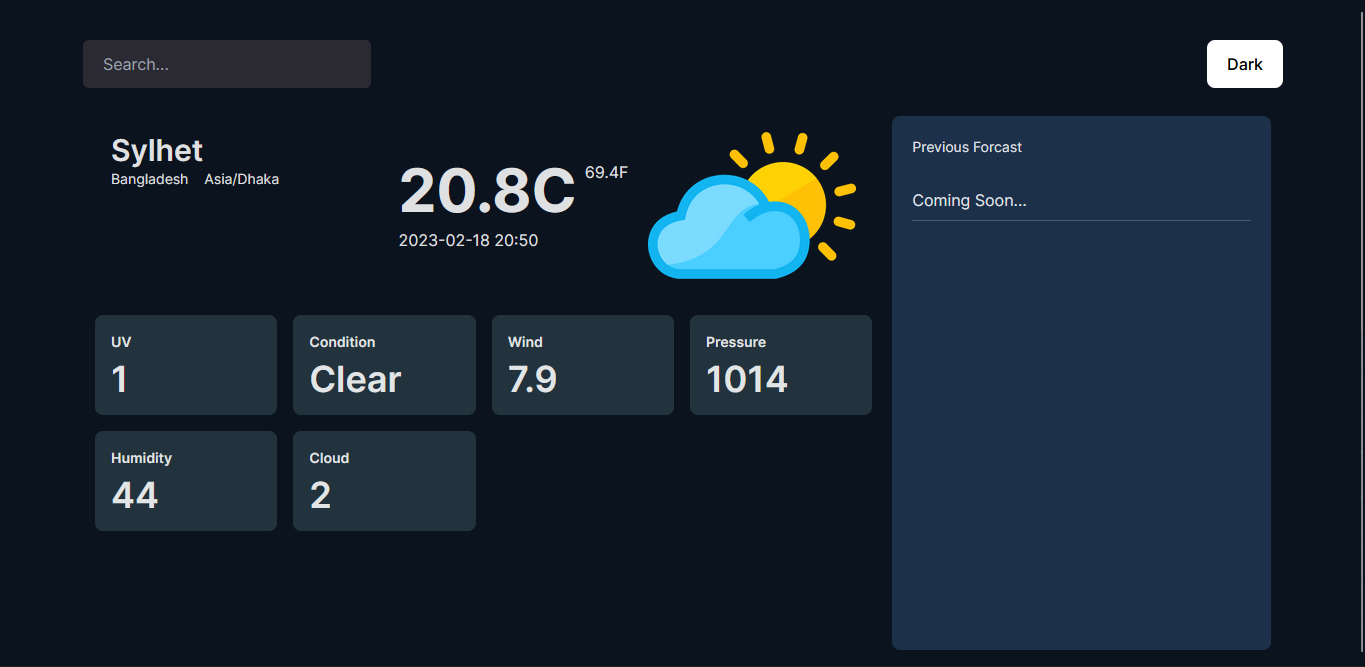 Search...
Dark
Sylhet
Bangladesh Asia/Dhaka
20.8C 69.4F
2023-02-18 20:50
Previous Forcast
Coming Soon...
UV
1
Condition
Clear
Wind
7.9
Pressure
1014
Humidity
44
Cloud
2